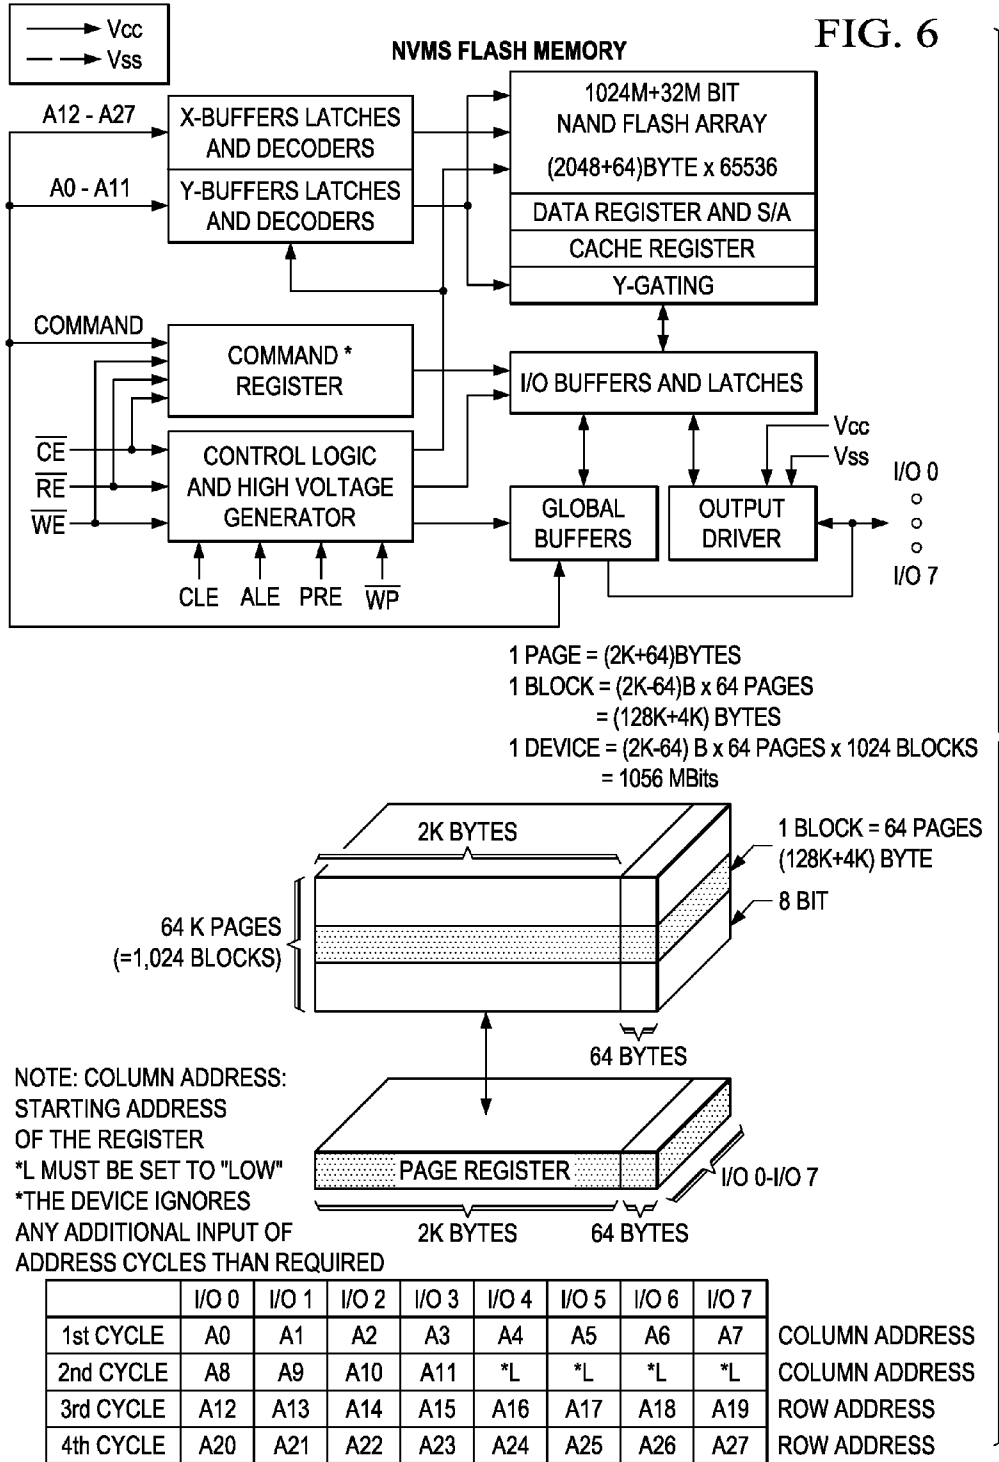 FIG. 6
Vcc
Vss
NVMS FLASH MEMORY
A12 - A27
X-BUFFERS LATCHES
AND DECODERS
A0 - A11
Y-BUFFERS LATCHES
AND DECODERS
1024M+32M BIT
NAND FLASH ARRAY
(2048+64)BYTE x 65536
DATA REGISTER AND S/A
CACHE REGISTER
Y-GATING
COMMAND
COMMAND *
REGISTER
I/O BUFFERS AND LATCHES
CE
RE
WE
CONTROL LOGIC
AND HIGH VOLTAGE
GENERATOR
Vcc
Vss
GLOBAL
BUFFERS
OUTPUT
DRIVER
I/O 0
I/O 7
CLE ALE PRE WP
1 PAGE = (2K+64)BYTES
1 BLOCK = (2K-64)B x 64 PAGES
= (128K+4K) BYTES
1 DEVICE = (2K-64) B x 64 PAGES x 1024 BLOCKS
= 1056 MBits
2K BYTES
1 BLOCK = 64 PAGES
(128K+4K) BYTE
8 BIT
64 K PAGES
(=1,024 BLOCKS)
64 BYTES
NOTE: COLUMN ADDRESS:
STARTING ADDRESS
OF THE REGISTER
*L MUST BE SET TO "LOW"
*THE DEVICE IGNORES
ANY ADDITIONAL INPUT OF
ADDRESS CYCLES THAN REQUIRED
PAGE REGISTER
I/O 0-I/O 7
2K BYTES
64 BYTES
I/O 0 I/O 1 I/O 2 I/O 3 I/O 4 I/O 5 I/O 6 I/O 7
1st CYCLE A0 A1 A2 A3 A4 A5 A6 A7 COLUMN ADDRESS
2nd CYCLE A8 A9 A10 A11 *L *L *L *L COLUMN ADDRESS
3rd CYCLE A12 A13 A14 A15 A16 A17 A18 A19 ROW ADDRESS
4th CYCLE A20 A21 A22 A23 A24 A25 A26 A27 ROW ADDRESS